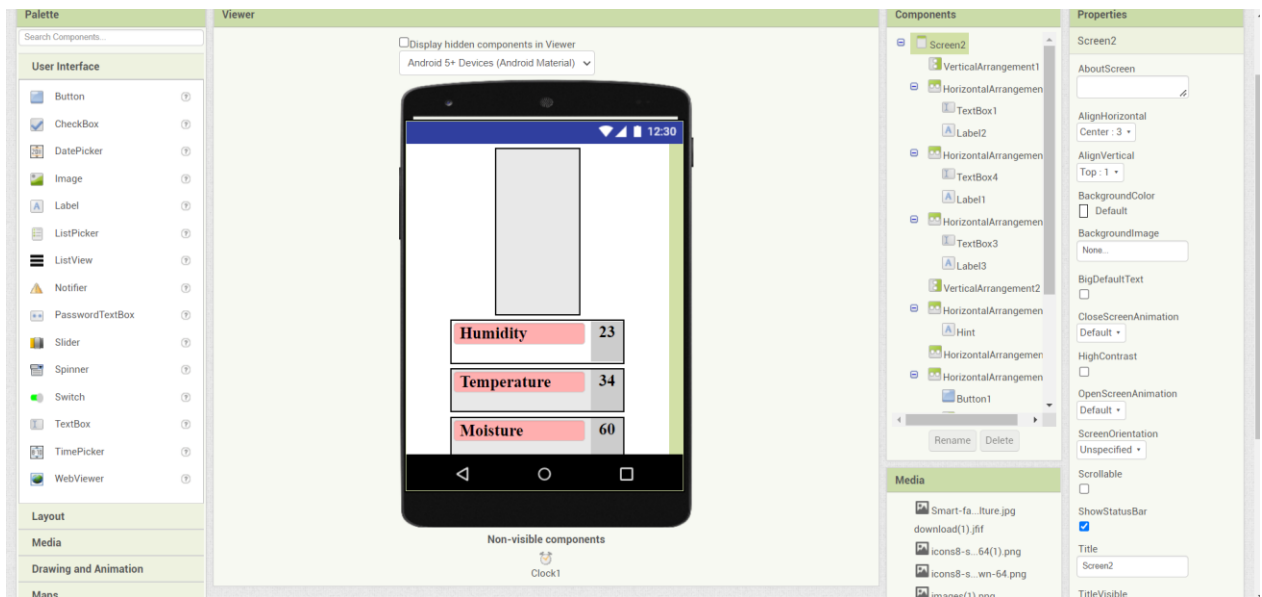 Palette
Search Components...
User Interface
Button
CheckBox
DatePicker
Image
Label
ListPicker
ListView
Notifier
PasswordTextBox
Slider
Spinner
Switch
TextBox
TimePicker
WebViewer
Layout
Media
Drawing and Animation
Maps
Viewer
Display hidden components in Viewer
Android 5+ Devices (Android Material)
12:30
Humidity 23
Temperature 34
Moisture 60
Non-visible components
Clock1
Components
Screen2
VerticalArrangement1
HorizontalArrangemen
TextBox1
Label2
HorizontalArrangemen
TextBox4
Label1
HorizontalArrangemen
TextBox3
Label3
VerticalArrangement2
HorizontalArrangemen
Hint
HorizontalArrangemen
HorizontalArrangemen
Button1
Rename Delete
Media
Smart-fa...lture.jpg
download(1).jfif
icons8-s...64(1).png
icons8-s...wn-64.png
images(1).png
Properties
Screen2
AboutScreen
AlignHorizontal
Center : 3
AlignVertical
Top : 1
BackgroundColor
Default
BackgroundImage
None...
BigDefaultText
CloseScreenAnimation
Default
HighContrast
OpenScreenAnimation
Default
ScreenOrientation
Unspecified
Scrollable
ShowStatusBar
Title
Screen2
TitleVisible